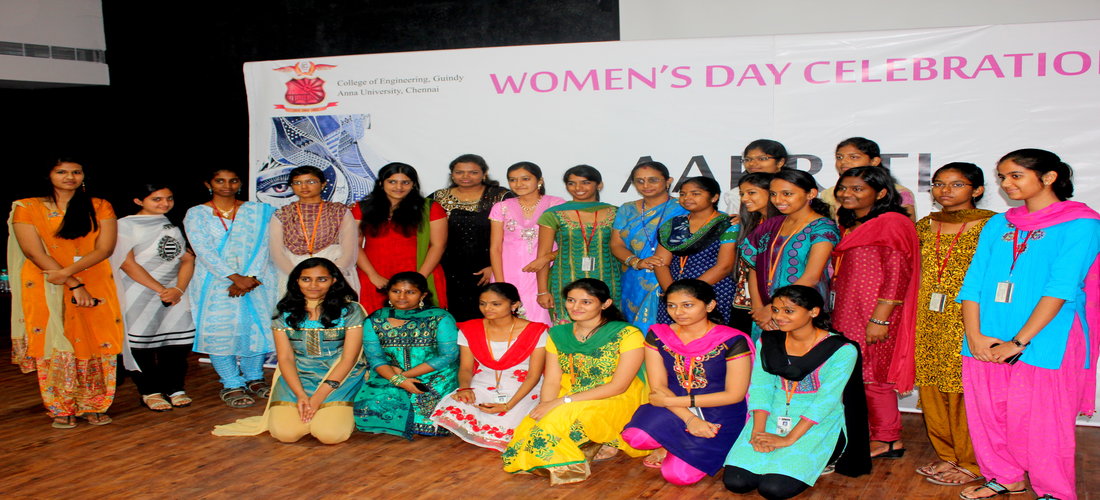 College of Engineering, Guindy
Anna University, Chennai
WOMEN'S DAY CELEBRATIO